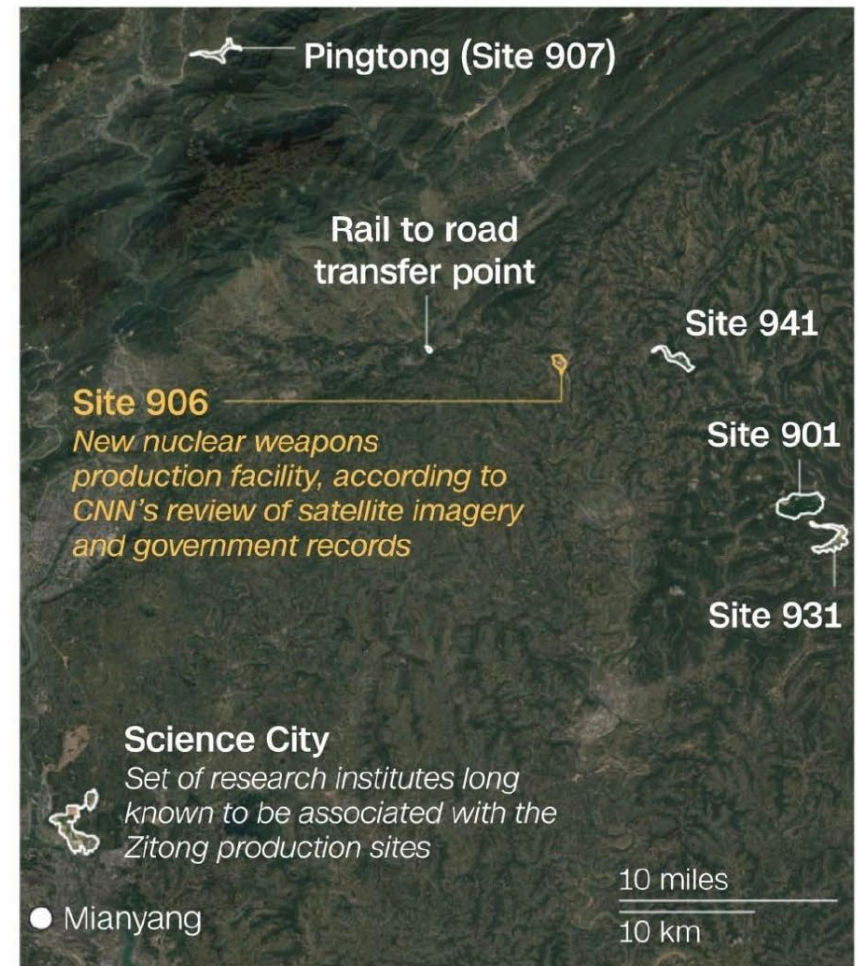 Pingtong (Site 907)
Rail to road
transfer point
Site 941
Site 906
New nuclear weapons
production facility, according to
CNN’s review of satellite imagery
and government records
Site 901
Site 931
Science City
Set of research institutes long
known to be associated with the
Zitong production sites
Mianyang
10 miles
10 km